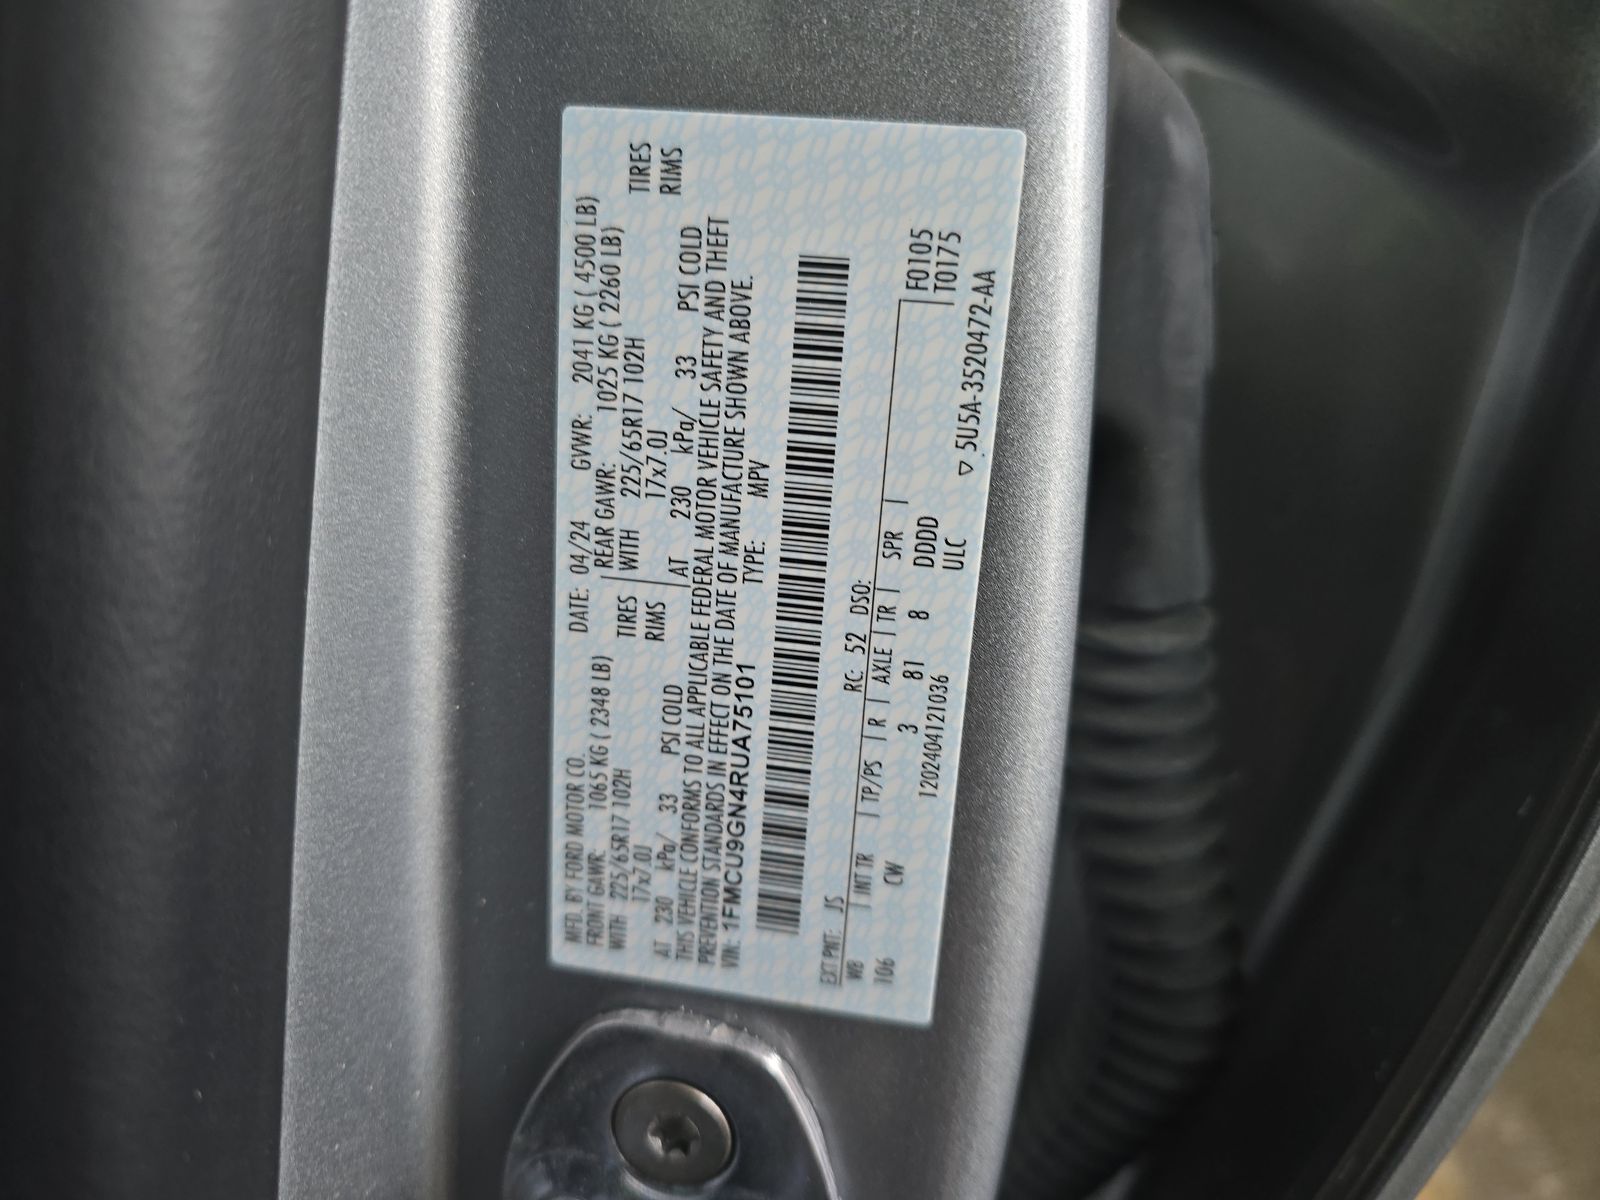 MFD. BY FORD MOTOR CO. DATE: 04/24 GVWR: 2041 KG ( 4500 LB)
FRONT GAWR: 1065 KG ( 2348 LB) REAR GAWR: 1025 KG ( 2260 LB)
WITH 225/65R17 102H TIRES WITH 225/65R17 102H TIRES
17x7.0J RIMS 17x7.0J RIMS
AT 230 kPa/ 33 PSI COLD AT 230 kPa/ 33 PSI COLD
THIS VEHICLE CONFORMS TO ALL APPLICABLE FEDERAL MOTOR VEHICLE SAFETY AND THEFT
PREVENTION STANDARDS IN EFFECT ON THE DATE OF MANUFACTURE SHOWN ABOVE.
VIN: 1FMCU9GN4RUA75101 TYPE: MPV
EXT PNT: JS RC: 52 DSO: F0105
WB INT TR TP/PS R AXLE TR SPR T0175
106 CW 3 81 8 DDDD
1202404121036 ULC ▽ 5U5A-3520472-AA